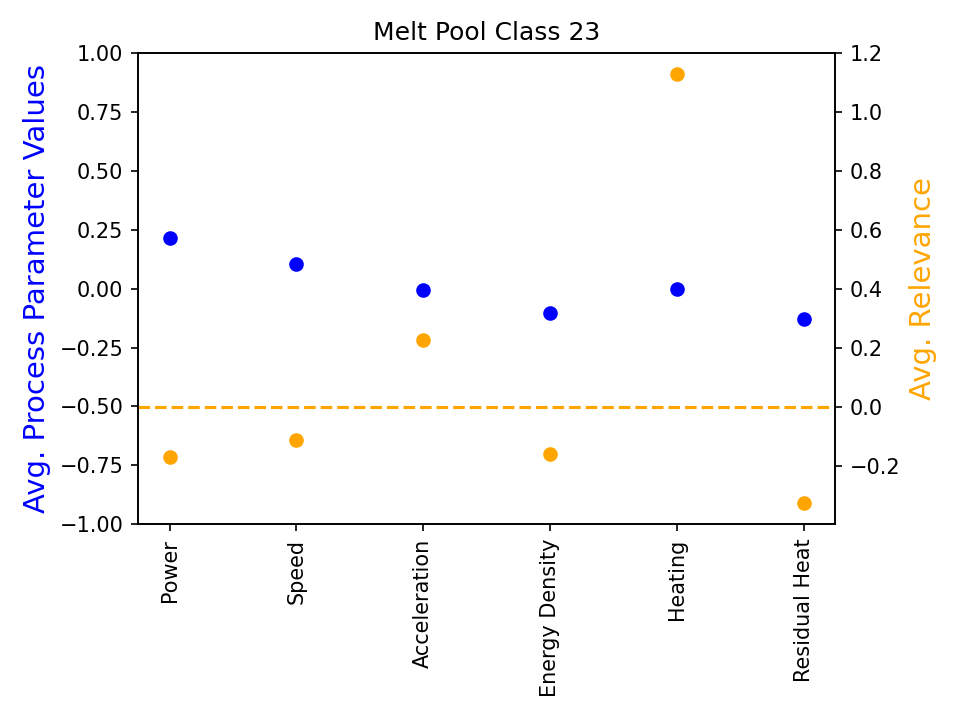 Melt Pool Class 23
Avg. Process Parameter Values
1.00
0.75
0.50
0.25
0.00
−0.25
−0.50
−0.75
−1.00
1.2
1.0
0.8
0.6
0.4
0.2
0.0
−0.2
Avg. Relevance
Power
Speed
Acceleration
Energy Density
Heating
Residual Heat